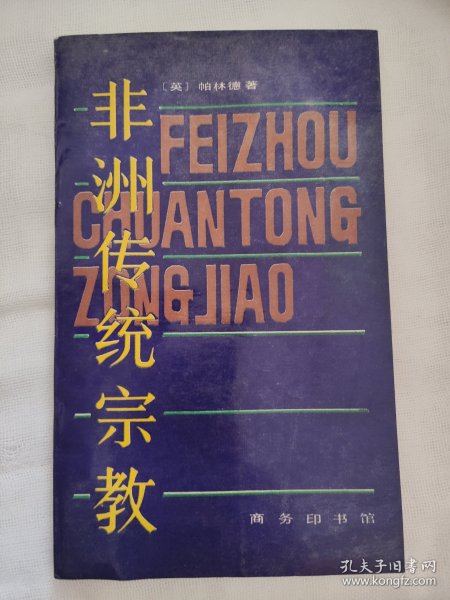 〔英〕帕林德著
非洲传统宗教
FEIZHOU
CHUANTONG
ZONGJIAO
商务印书馆
孔夫子旧书网
www.kongfz.com